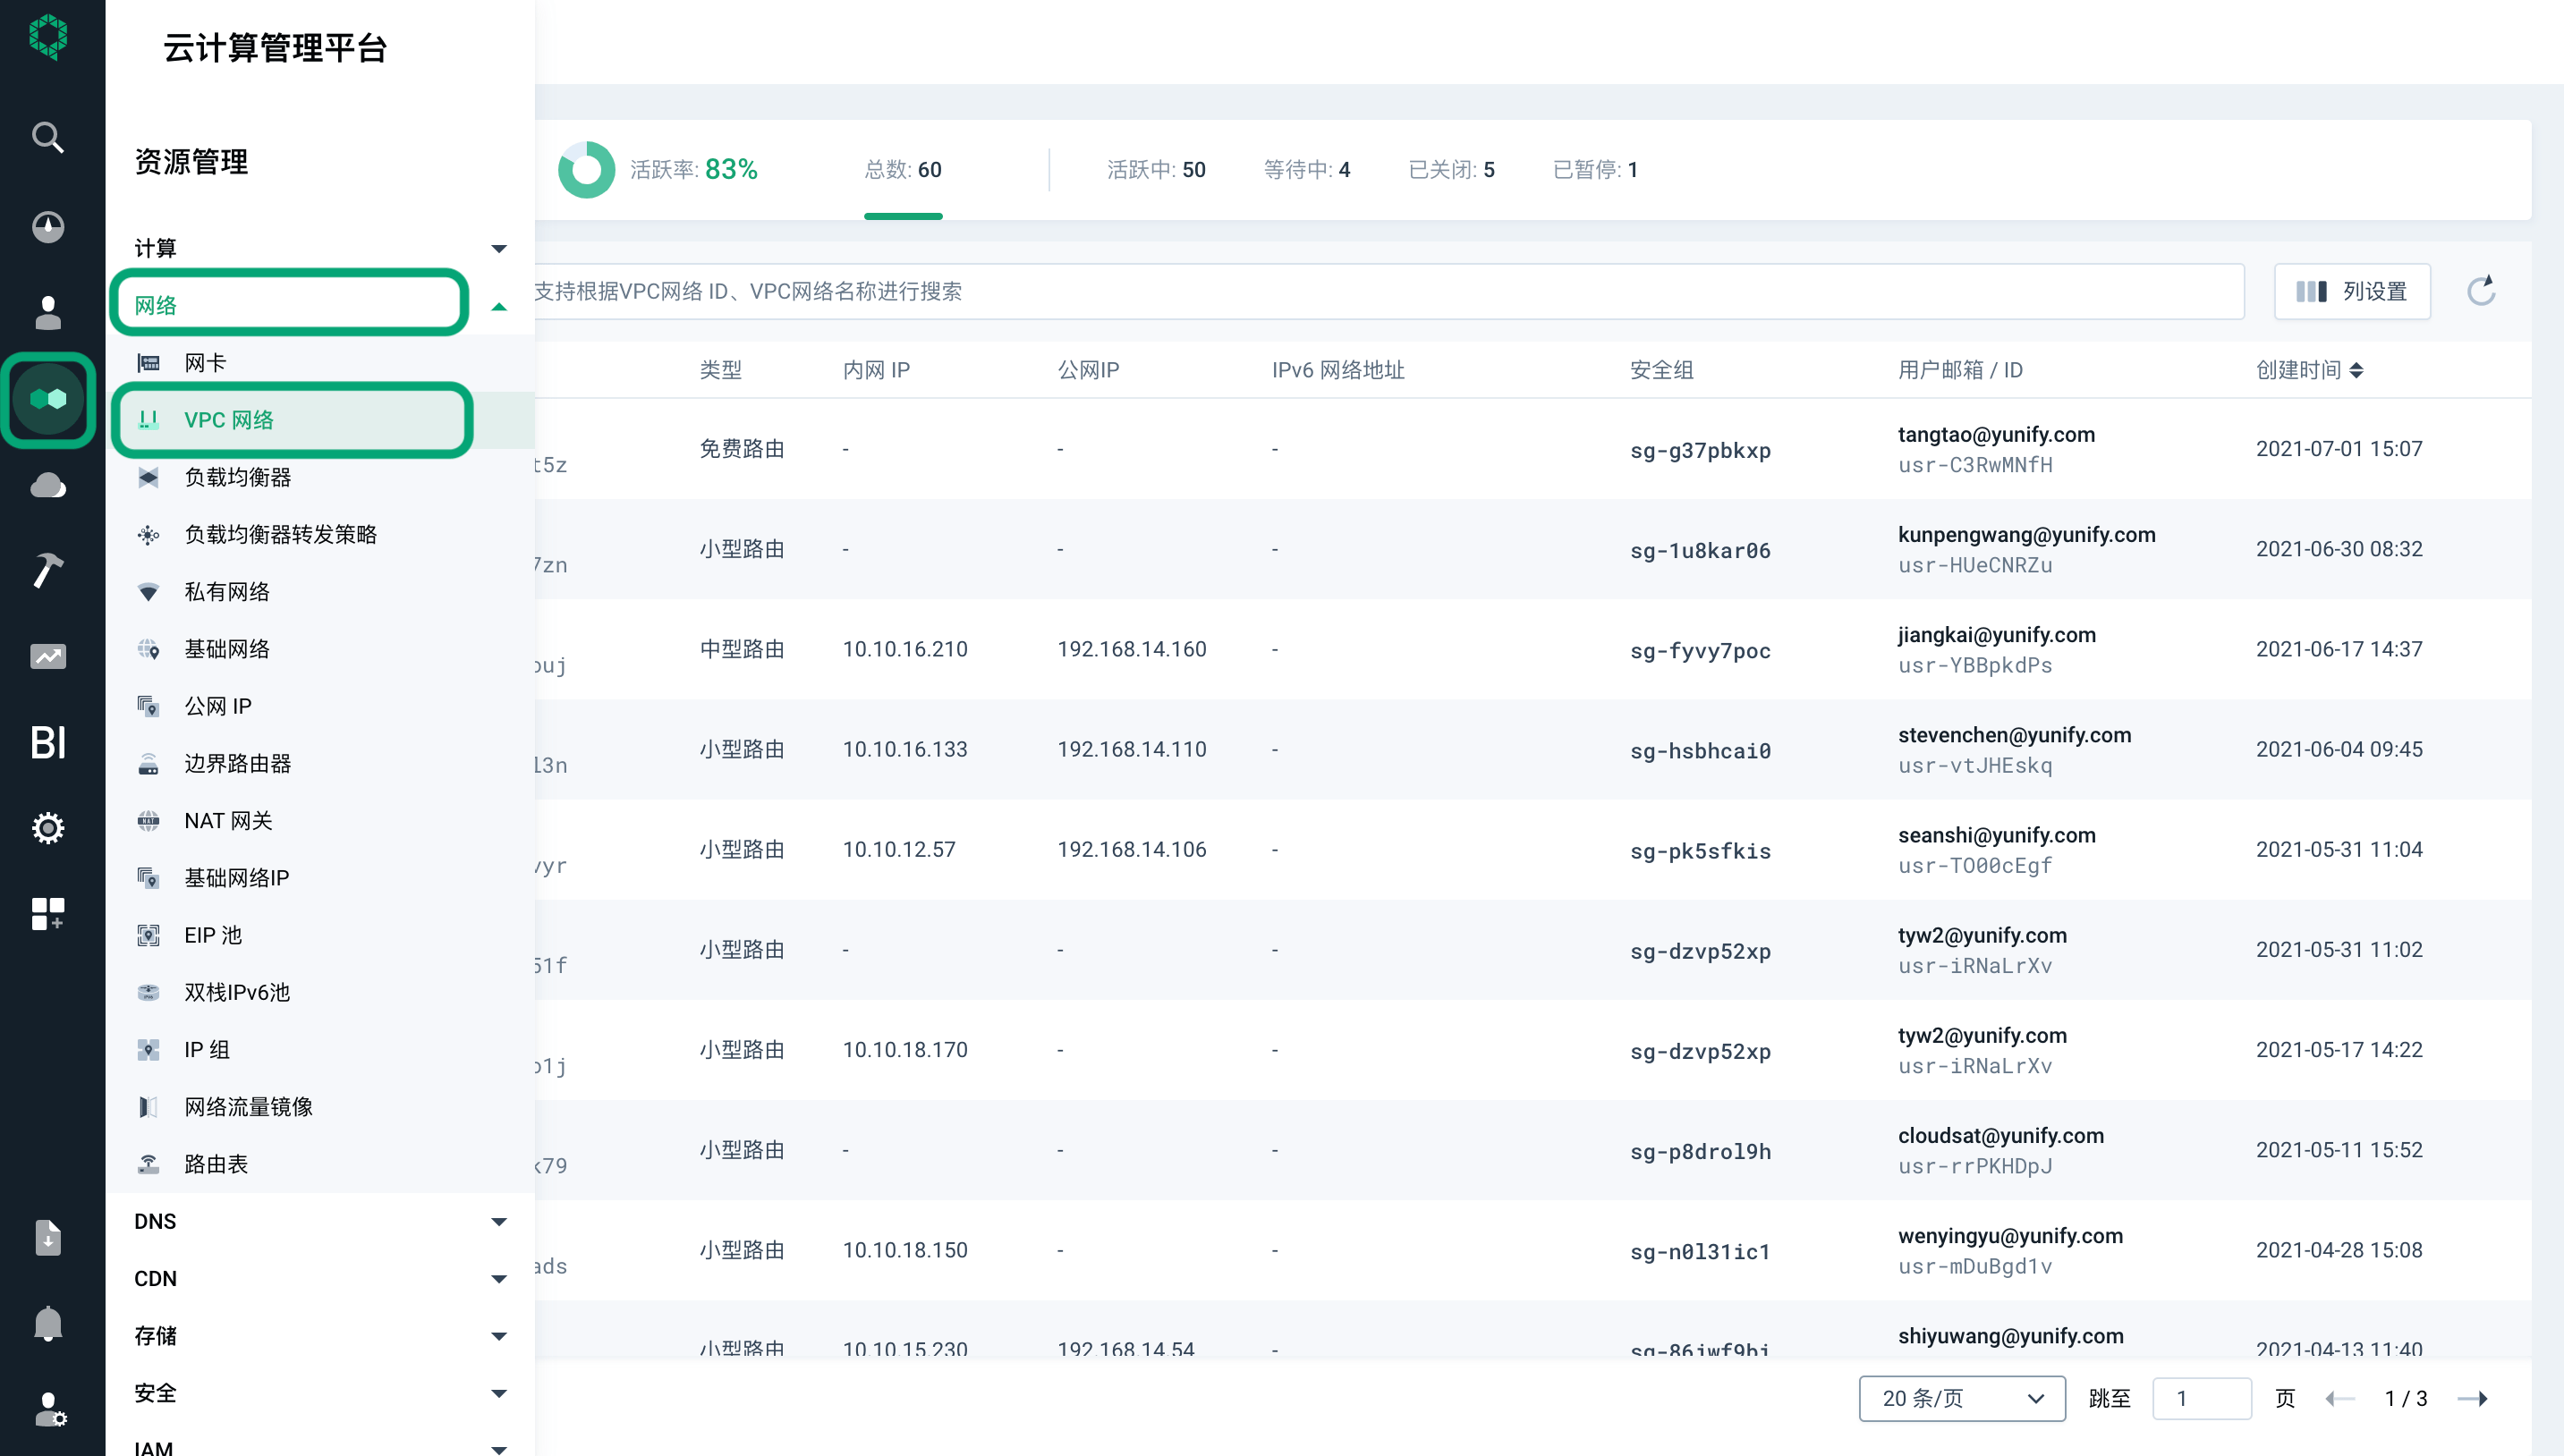 云计算管理平台
资源管理
计算
网络
网卡
VPC 网络
负载均衡器
负载均衡器转发策略
私有网络
基础网络
公网 IP
边界路由器
NAT 网关
基础网络IP
EIP 池
双栈IPv6池
IP 组
网络流量镜像
路由表
DNS
CDN
存储
安全
IAM
BI
活跃率: 83% 总数: 60 活跃中: 50 等待中: 4 已关闭: 5 已暂停: 1
支持根据VPC网络 ID、VPC网络名称进行搜索 列设置
类型 内网 IP 公网IP IPv6 网络地址 安全组 用户邮箱 / ID 创建时间
t5z 免费路由 - - - sg-g37pbkxp tangtao@yunify.com 2021-07-01 15:07
usr-C3RwMNfH
7zn 小型路由 - - - sg-1u8kar06 kunpengwang@yunify.com 2021-06-30 08:32
usr-HUeCNRZu
ouj 中型路由 10.10.16.210 192.168.14.160 - sg-fyvy7poc jiangkai@yunify.com 2021-06-17 14:37
usr-YBBpkdPs
l3n 小型路由 10.10.16.133 192.168.14.110 - sg-hsbhcai0 stevenchen@yunify.com 2021-06-04 09:45
usr-vtJHEskq
vyr 小型路由 10.10.12.57 192.168.14.106 - sg-pk5sfkis seanshi@yunify.com 2021-05-31 11:04
usr-TO00cEgf
51f 小型路由 - - - sg-dzvp52xp tyw2@yunify.com 2021-05-31 11:02
usr-iRNaLrXv
o1j 小型路由 10.10.18.170 - - sg-dzvp52xp tyw2@yunify.com 2021-05-17 14:22
usr-iRNaLrXv
k79 小型路由 - - - sg-p8drol9h cloudsat@yunify.com 2021-05-11 15:52
usr-rrPKHDpJ
ads 小型路由 10.10.18.150 - - sg-n0l31ic1 wenyingyu@yunify.com 2021-04-28 15:08
usr-mDuBgd1v
小型路由 10.10.15.230 192.168.14.54 - sg-86jwf9bi shiyuwang@yunify.com 2021-04-13 11:40
20 条/页 跳至 1 页 1 / 3